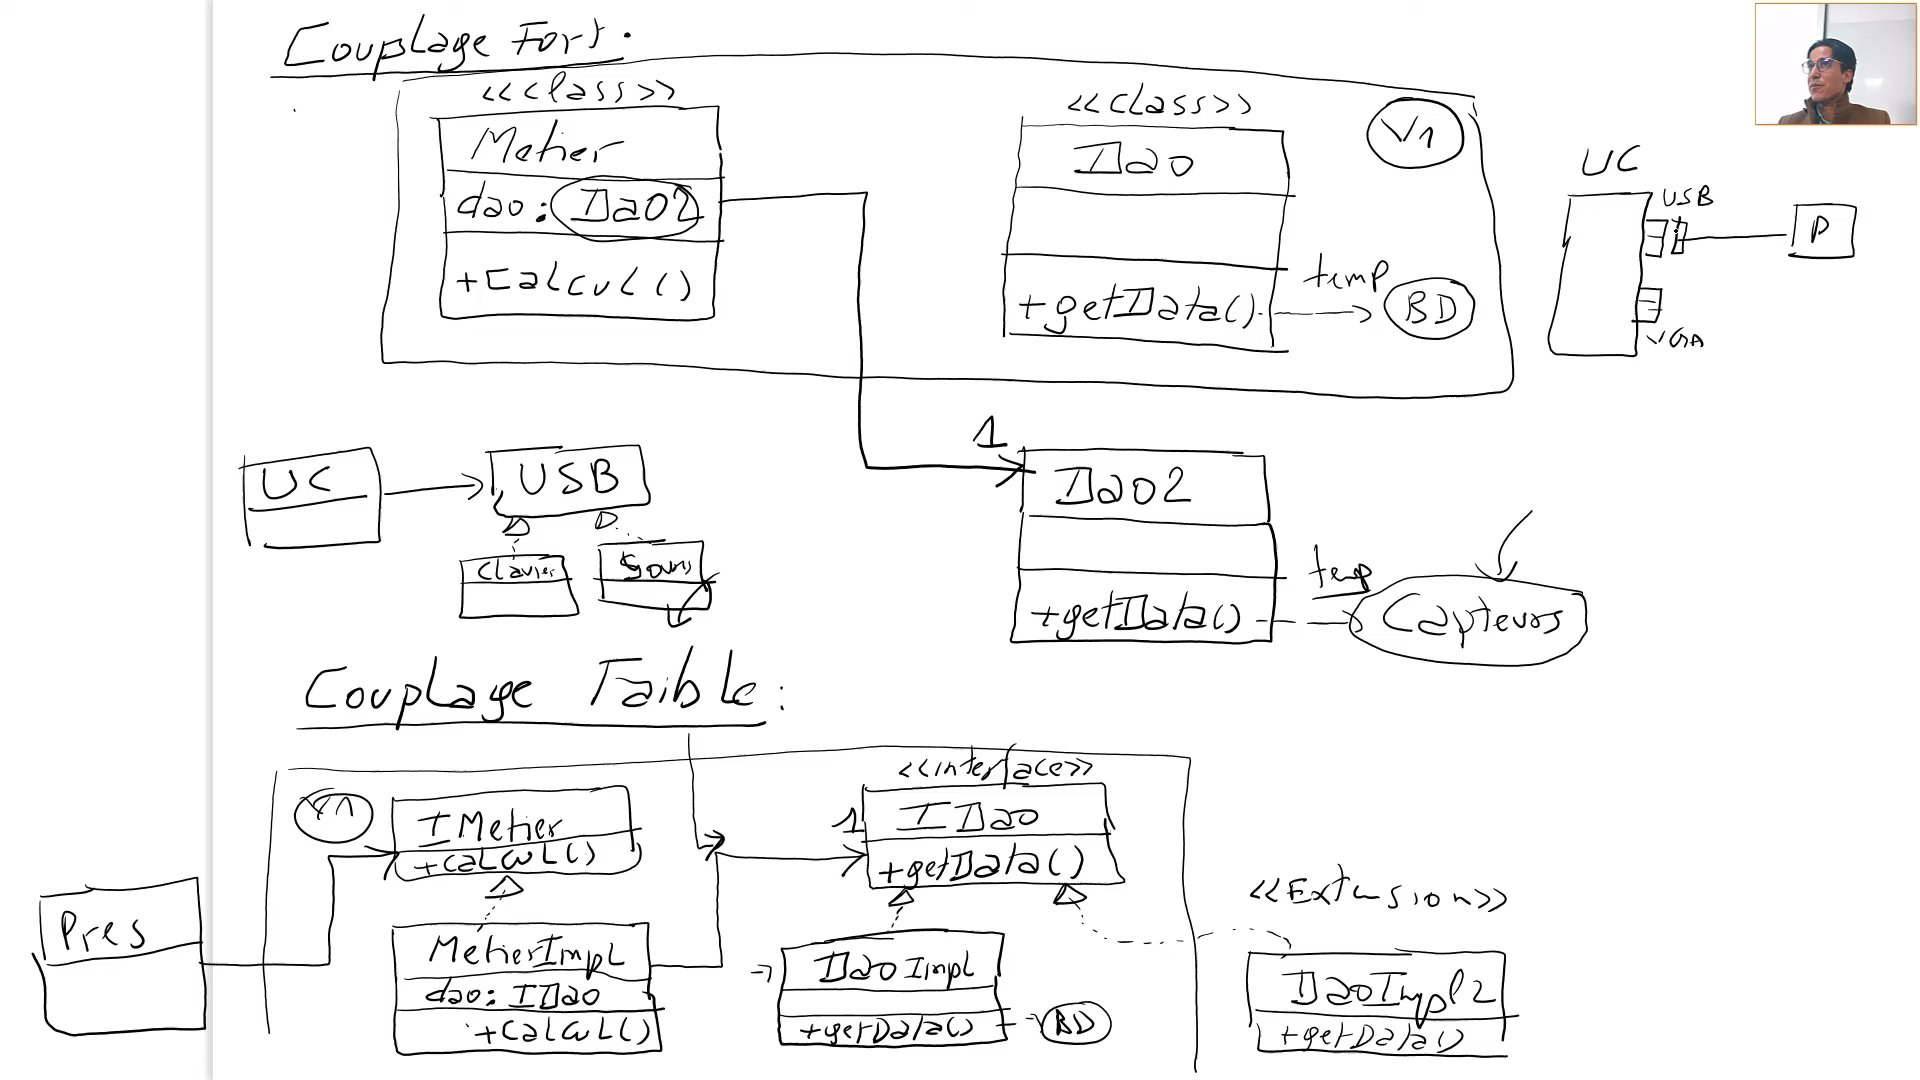 Couplage Fort.
<<class>>
Metier
dao: Dao2
+Calcul()
<<class>>
Dao
+getData()
temp
BD
V1
UC
USB
P
VGA
UC
USB
Clavier
Souris
1
Dao2
+getData()
temp
Capteurs
Couplage Faible:
V1
IMetier
+calcul()
<<interface>>
1
IDao
+getData()
Pres
MetierImpl
dao: IDao
+calcul()
DaoImpl
+getData()
BD
<<Extension>>
DaoImpl2
+getData()